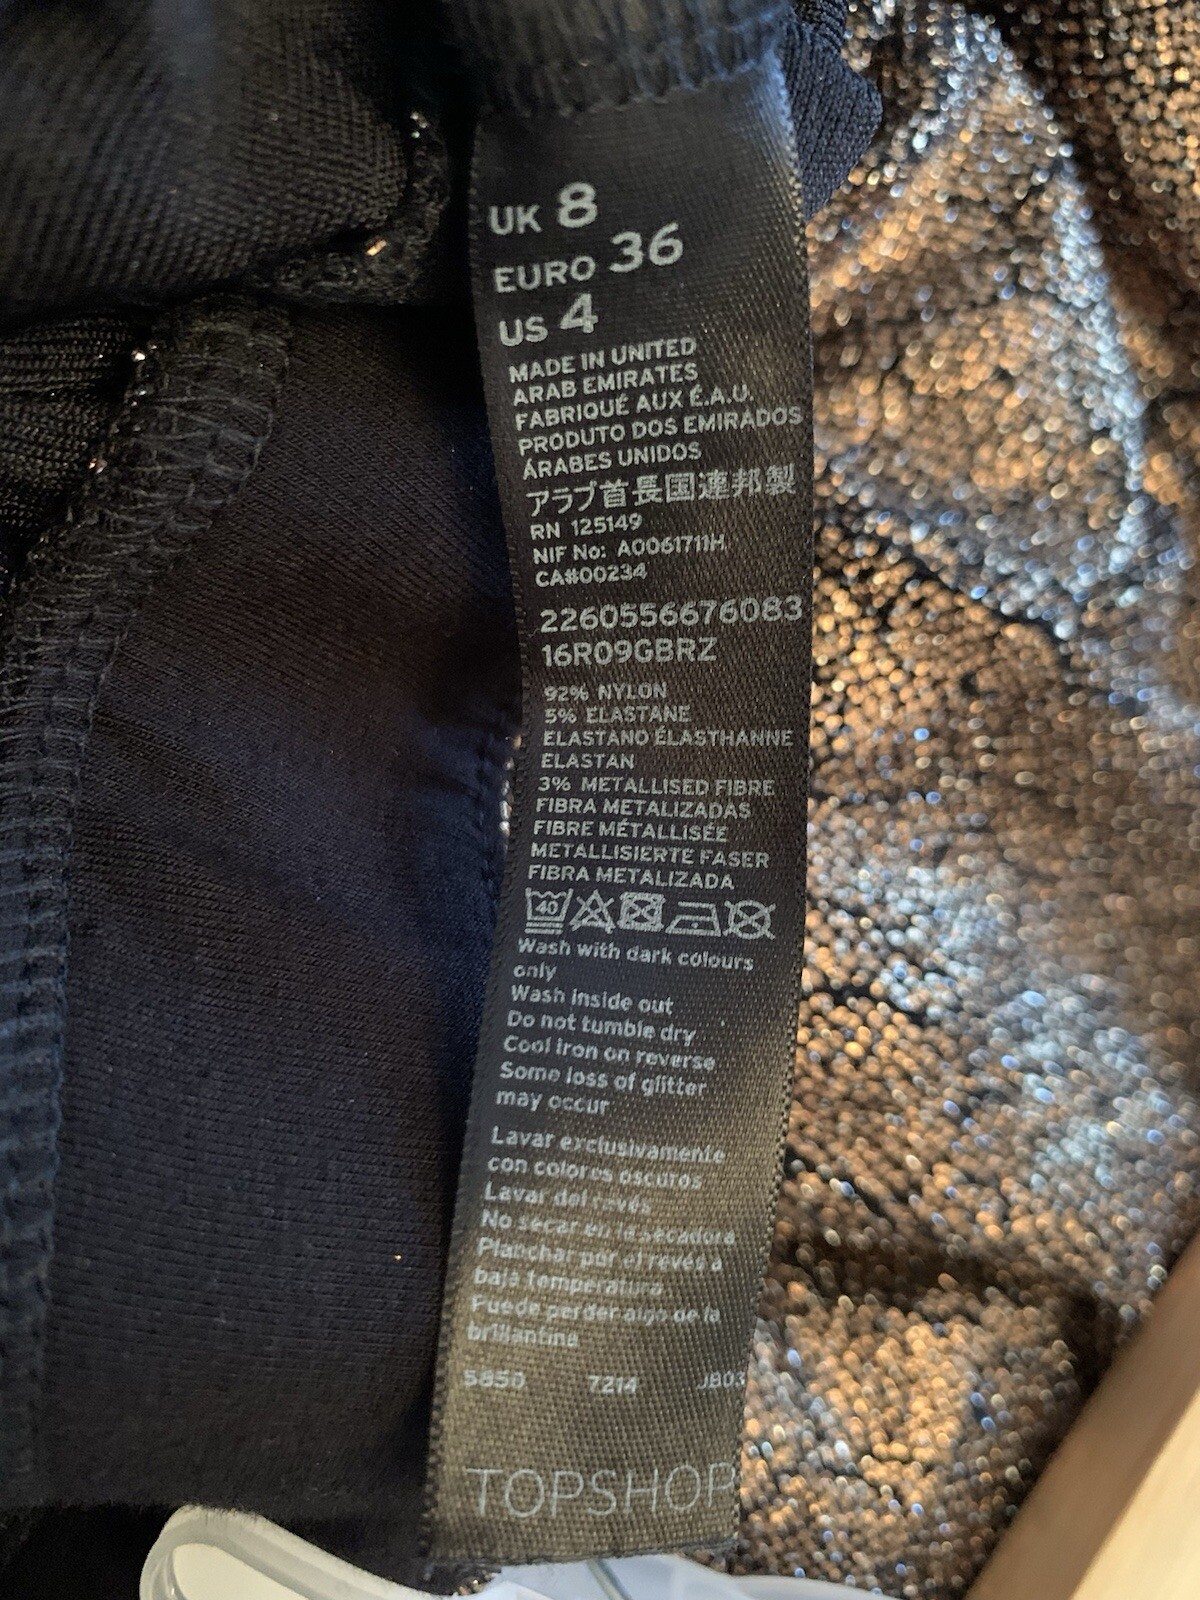 UK 8
EURO 36
US 4
MADE IN UNITED
ARAB EMIRATES
FABRIQUÉ AUX É.A.U.
PRODUTO DOS EMIRADOS
ÁRABES UNIDOS
アラブ首長国連邦製
RN 125149
NIF No: A0061711H
CA#00234
2260556676083
16R09GBRZ
92% NYLON
5% ELASTANE
ELASTANO ÉLASTHANNE
ELASTAN
3% METALLISED FIBRE
FIBRA METALIZADAS
FIBRE MÉTALLISÉE
METALLISIERTE FASER
FIBRA METALIZADA
40
Wash with dark colours
only
Wash inside out
Do not tumble dry
Cool iron on reverse
Some loss of glitter
may occur
Lavar exclusivamente
con colores oscuros
Lavar del revés
No secar en la secadora
Planchar por el revés a
baja temperatura
Puede perder algo de la
brillantina
5850 7214 JB03
TOPSHOP